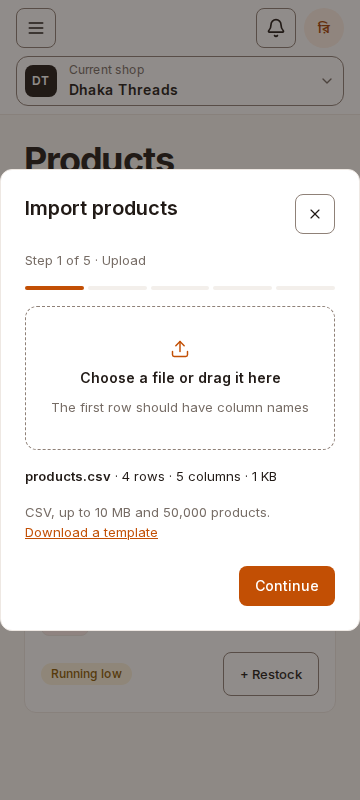 রি
DT
Current shop
Dhaka Threads
Products
Import products
Step 1 of 5 · Upload
Choose a file or drag it here
The first row should have column names
products.csv · 4 rows · 5 columns · 1 KB
CSV, up to 10 MB and 50,000 products.
Download a template
Continue
Running low
+ Restock